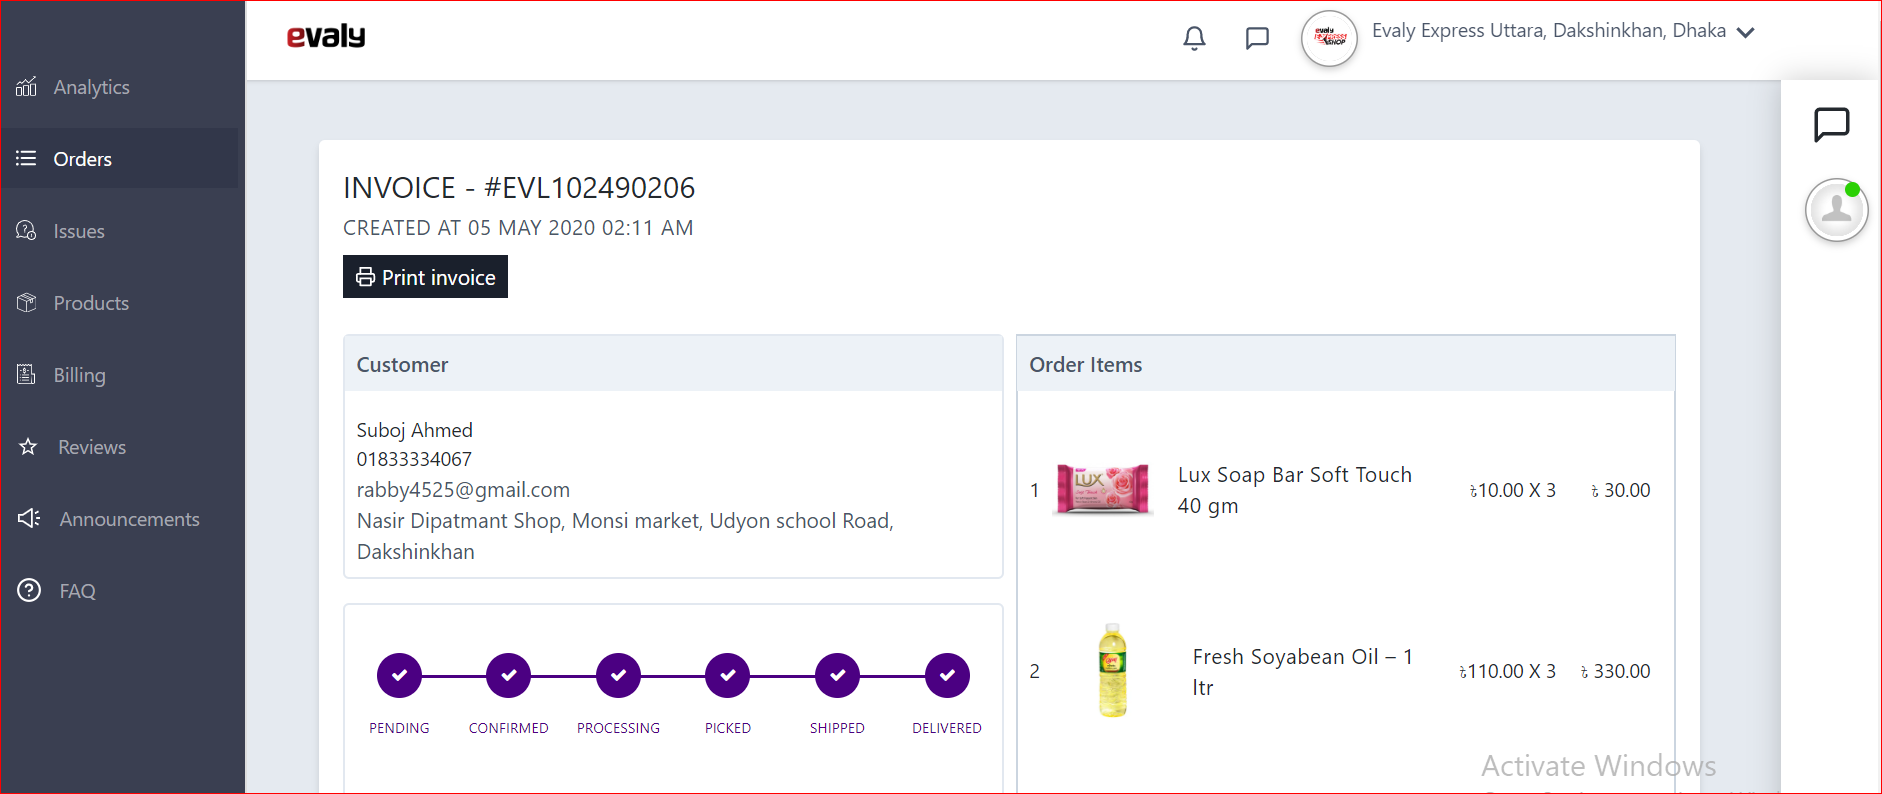 evaly
Evaly Express Uttara, Dakshinkhan, Dhaka
Analytics
Orders
Issues
Products
Billing
Reviews
Announcements
FAQ
INVOICE - #EVL102490206
CREATED AT 05 MAY 2020 02:11 AM
Print invoice
Customer
Suboj Ahmed
01833334067
rabby4525@gmail.com
Nasir Dipatmant Shop, Monsi market, Udyon school Road,
Dakshinkhan
PENDING CONFIRMED PROCESSING PICKED SHIPPED DELIVERED
Order Items
1 LUX Lux Soap Bar Soft Touch
40 gm
৳10.00 X 3 ৳ 30.00
2 Fresh Soyabean Oil – 1
ltr
৳110.00 X 3 ৳ 330.00
Activate Windows